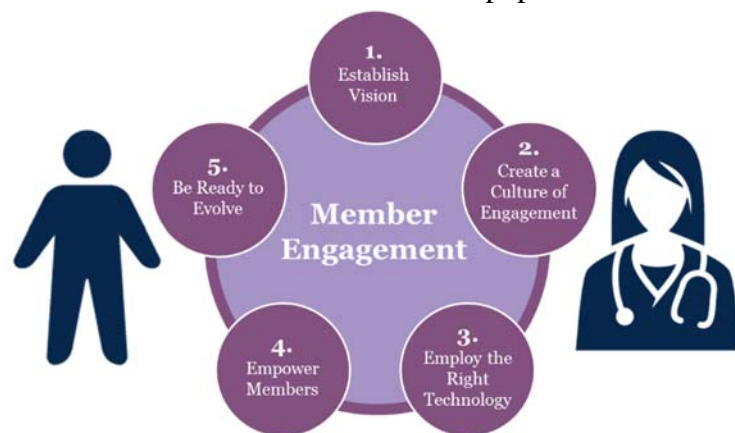 1.
Establish
Vision
2.
Create a
Culture of
Engagement
3.
Employ the
Right
Technology
4.
Empower
Members
5.
Be Ready to
Evolve
Member
Engagement